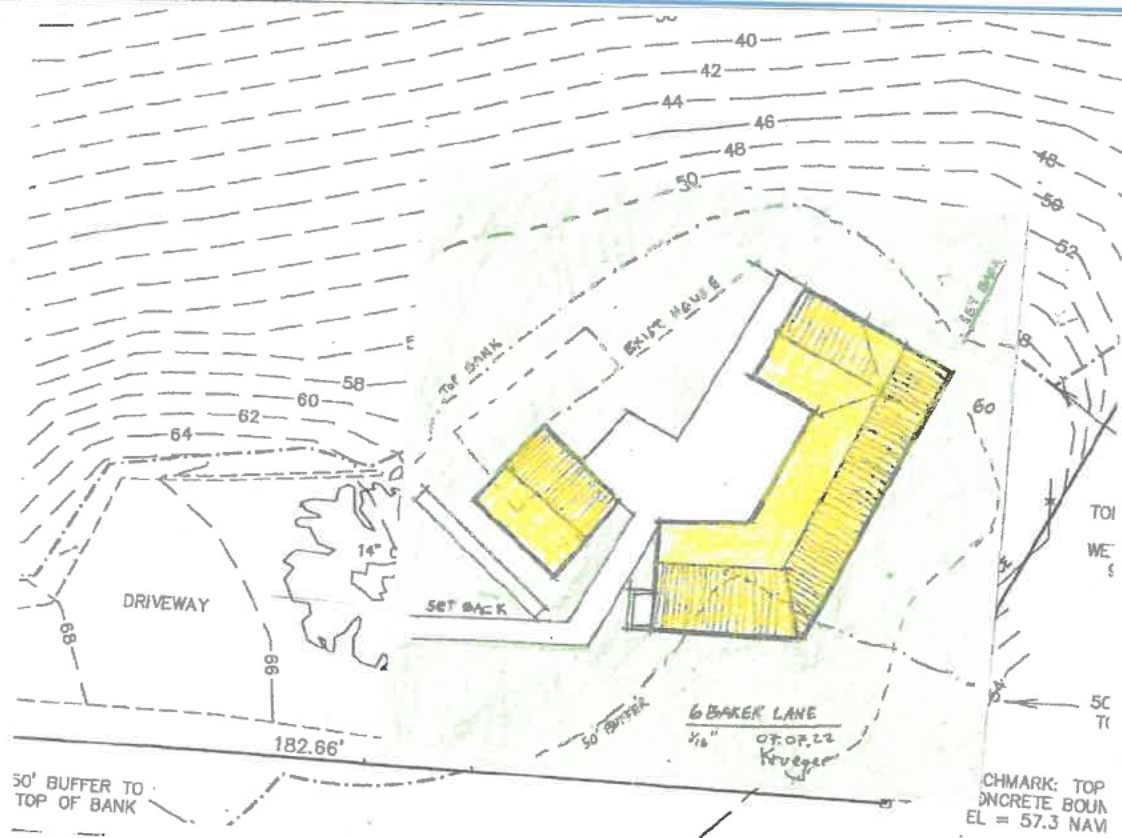 40
42
44
46
48
50
48
50
52
SET BACK
TOP BANK
EXIST HOUSE
58
60
62
64
60
14"
DRIVEWAY
SET BACK
68
66
50' BUFFER
6 BAKER LANE
1/16" 07.07.22
Krueger
182.66'
50' BUFFER TO
TOP OF BANK
CHMARK: TOP
ONCRETE BOUN
EL = 57.3 NAV